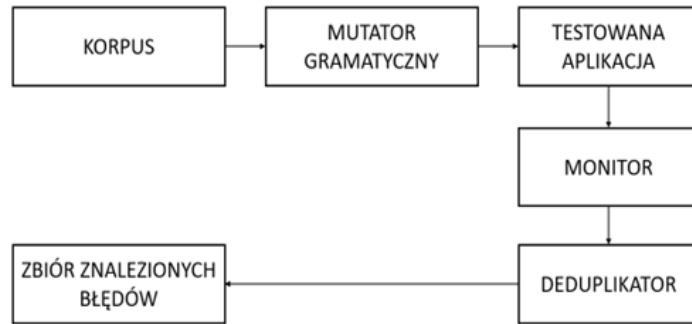 KORPUS
MUTATOR
GRAMATYCZNY
TESTOWANA
APLIKACJA
MONITOR
DEDUPLIKATOR
ZBIÓR ZNALEZIONYCH
BŁĘDÓW